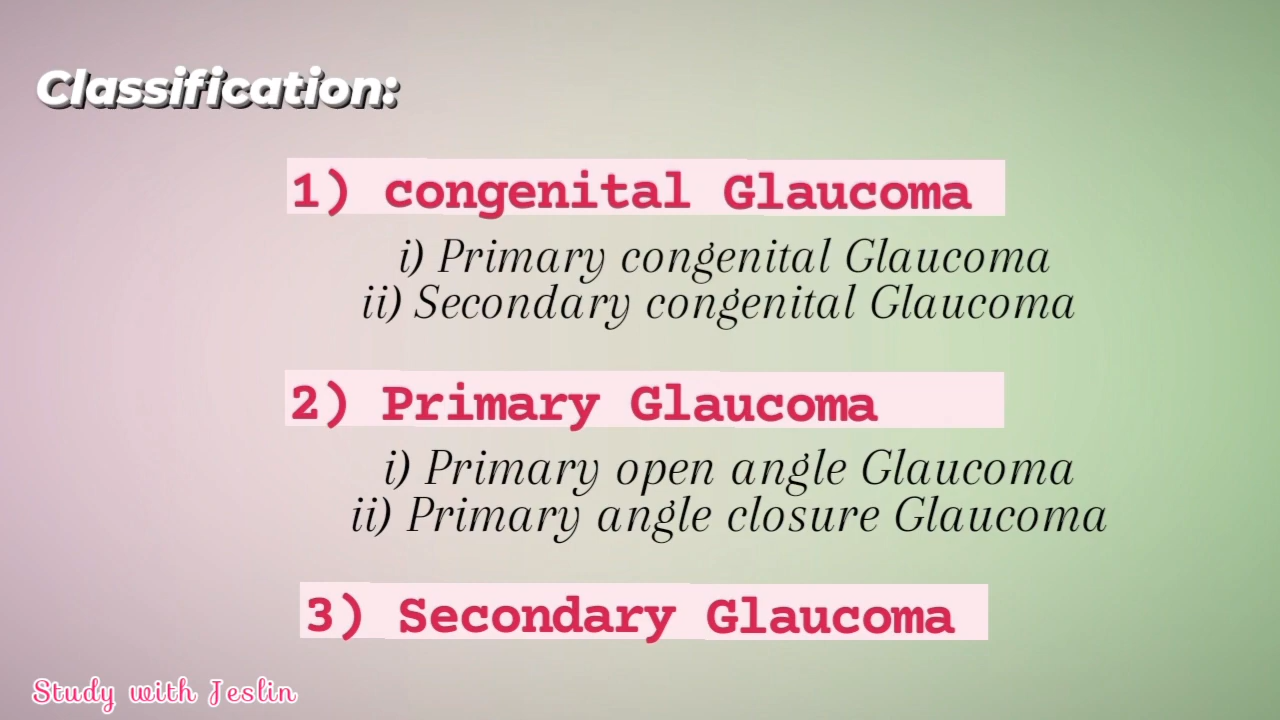 Classification:
1) congenital Glaucoma
i) Primary congenital Glaucoma
ii) Secondary congenital Glaucoma
2) Primary Glaucoma
i) Primary open angle Glaucoma
ii) Primary angle closure Glaucoma
3) Secondary Glaucoma
Study with Jeslin